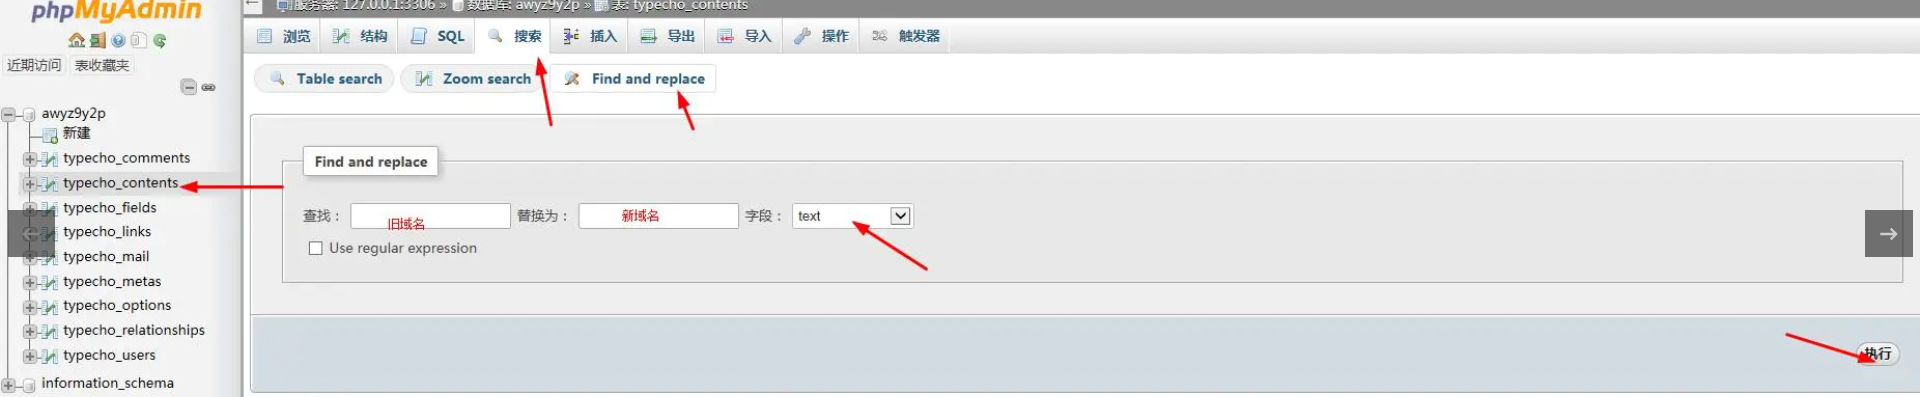 phpMyAdmin
近期访问 表收藏夹
awyz9y2p
新建
typecho_comments
typecho_contents
typecho_fields
typecho_links
typecho_mail
typecho_metas
typecho_options
typecho_relationships
typecho_users
information_schema
服务器: 127.0.0.1:3306 » 数据库: awyz9y2p » 表: typecho_contents
浏览 结构 SQL 搜索 插入 导出 导入 操作 触发器
Table search Zoom search Find and replace
Find and replace
查找： 旧域名 替换为： 新域名 字段： text
Use regular expression
执行